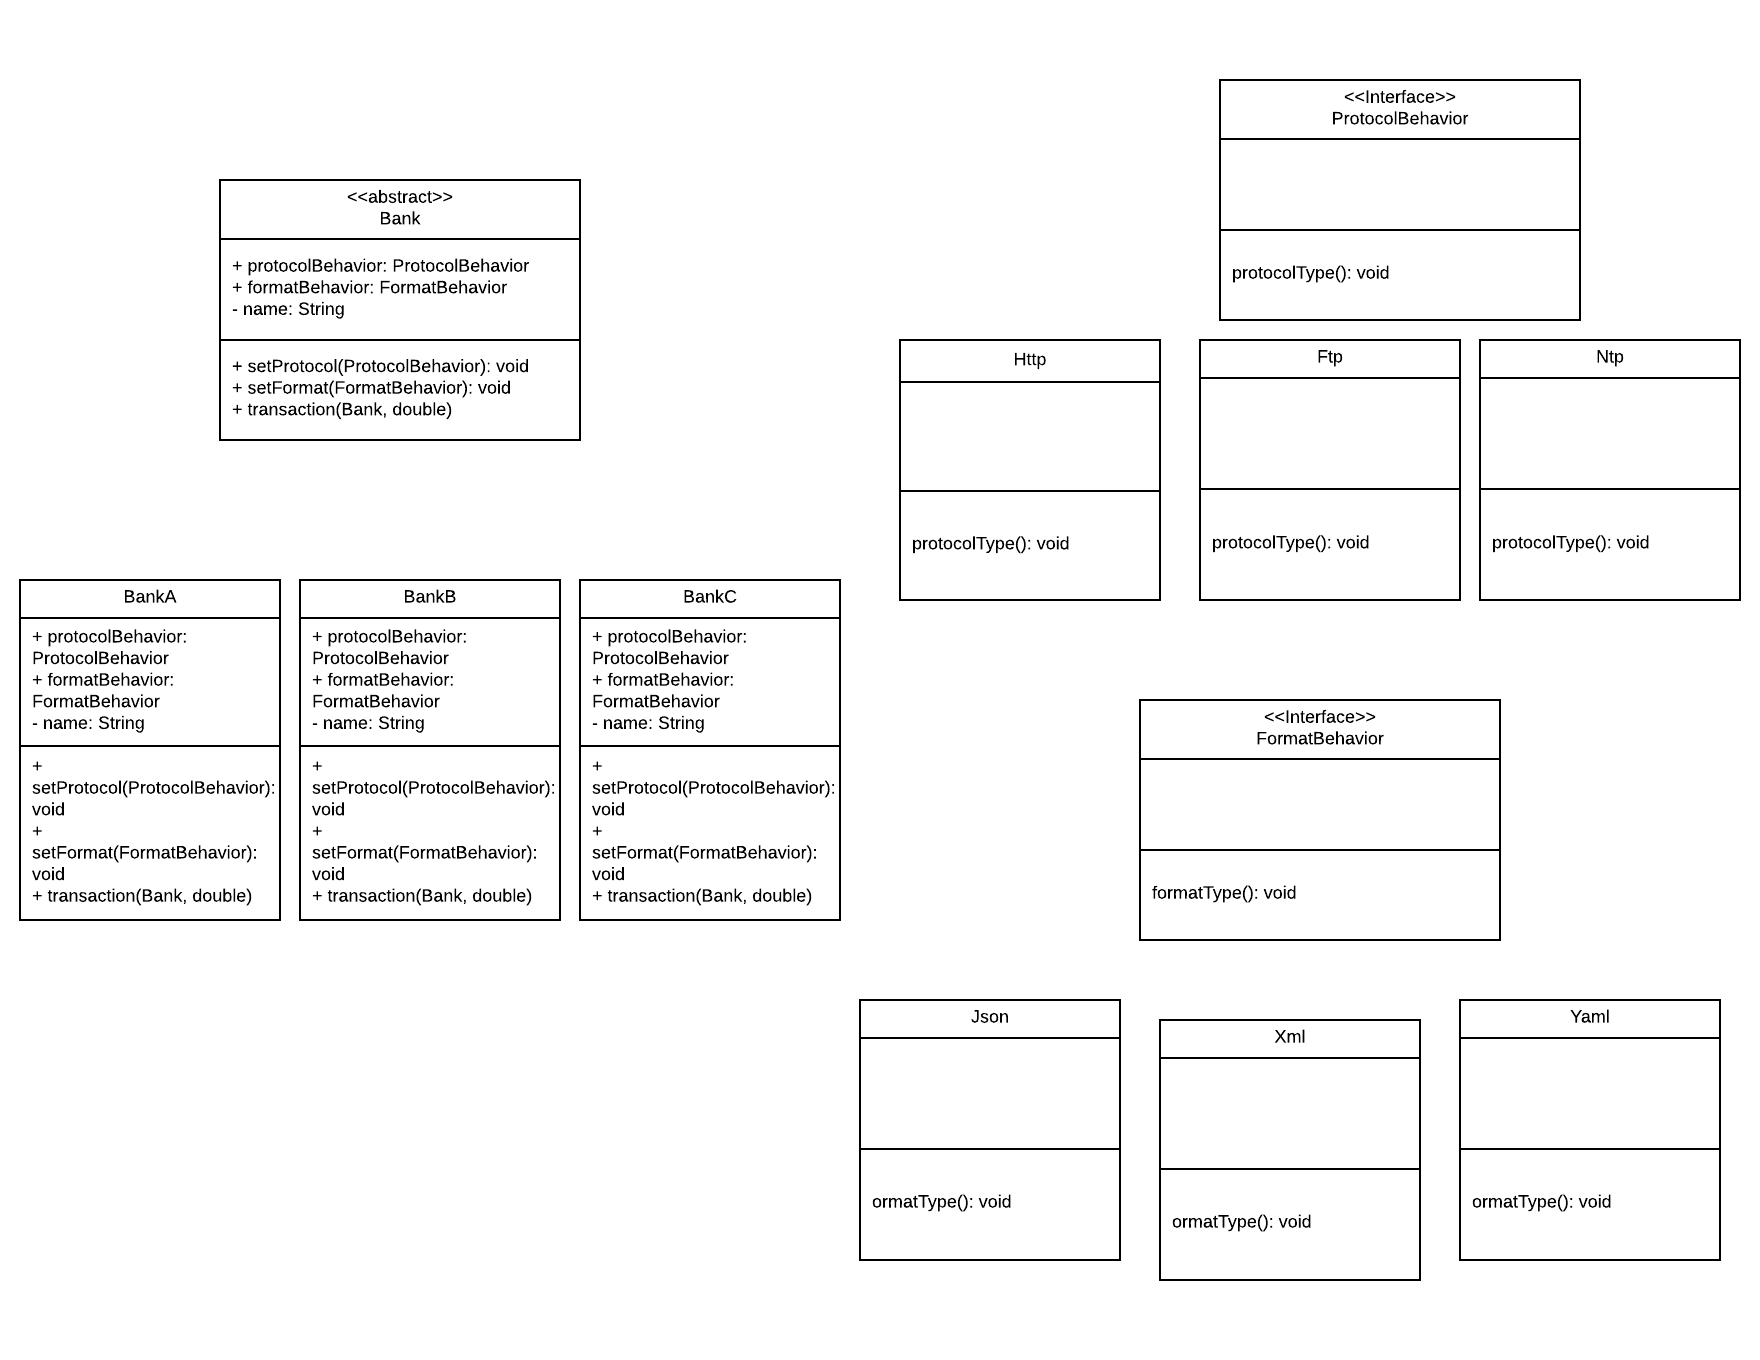 <<Interface>>
ProtocolBehavior
protocolType(): void
<<abstract>>
Bank
+ protocolBehavior: ProtocolBehavior
+ formatBehavior: FormatBehavior
- name: String
+ setProtocol(ProtocolBehavior): void
+ setFormat(FormatBehavior): void
+ transaction(Bank, double)
Http
protocolType(): void
Ftp
protocolType(): void
Ntp
protocolType(): void
BankA
+ protocolBehavior:
ProtocolBehavior
+ formatBehavior:
FormatBehavior
- name: String
+
setProtocol(ProtocolBehavior):
void
+
setFormat(FormatBehavior):
void
+ transaction(Bank, double)
BankB
+ protocolBehavior:
ProtocolBehavior
+ formatBehavior:
FormatBehavior
- name: String
+
setProtocol(ProtocolBehavior):
void
+
setFormat(FormatBehavior):
void
+ transaction(Bank, double)
BankC
+ protocolBehavior:
ProtocolBehavior
+ formatBehavior:
FormatBehavior
- name: String
+
setProtocol(ProtocolBehavior):
void
+
setFormat(FormatBehavior):
void
+ transaction(Bank, double)
<<Interface>>
FormatBehavior
formatType(): void
Json
ormatType(): void
Xml
ormatType(): void
Yaml
ormatType(): void